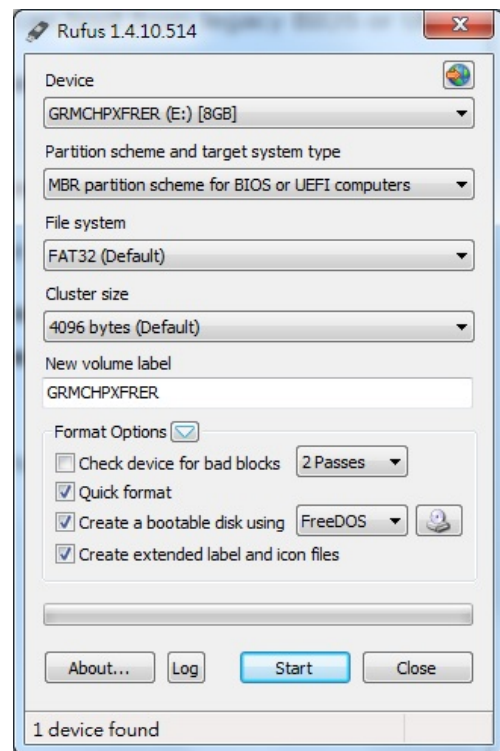 Rufus 1.4.10.514
Device
GRMCHPXFRER (E:) [8GB]
Partition scheme and target system type
MBR partition scheme for BIOS or UEFI computers
File system
FAT32 (Default)
Cluster size
4096 bytes (Default)
New volume label
GRMCHPXFRER
Format Options
Check device for bad blocks 2 Passes
Quick format
Create a bootable disk using FreeDOS
Create extended label and icon files
About... Log Start Close
1 device found